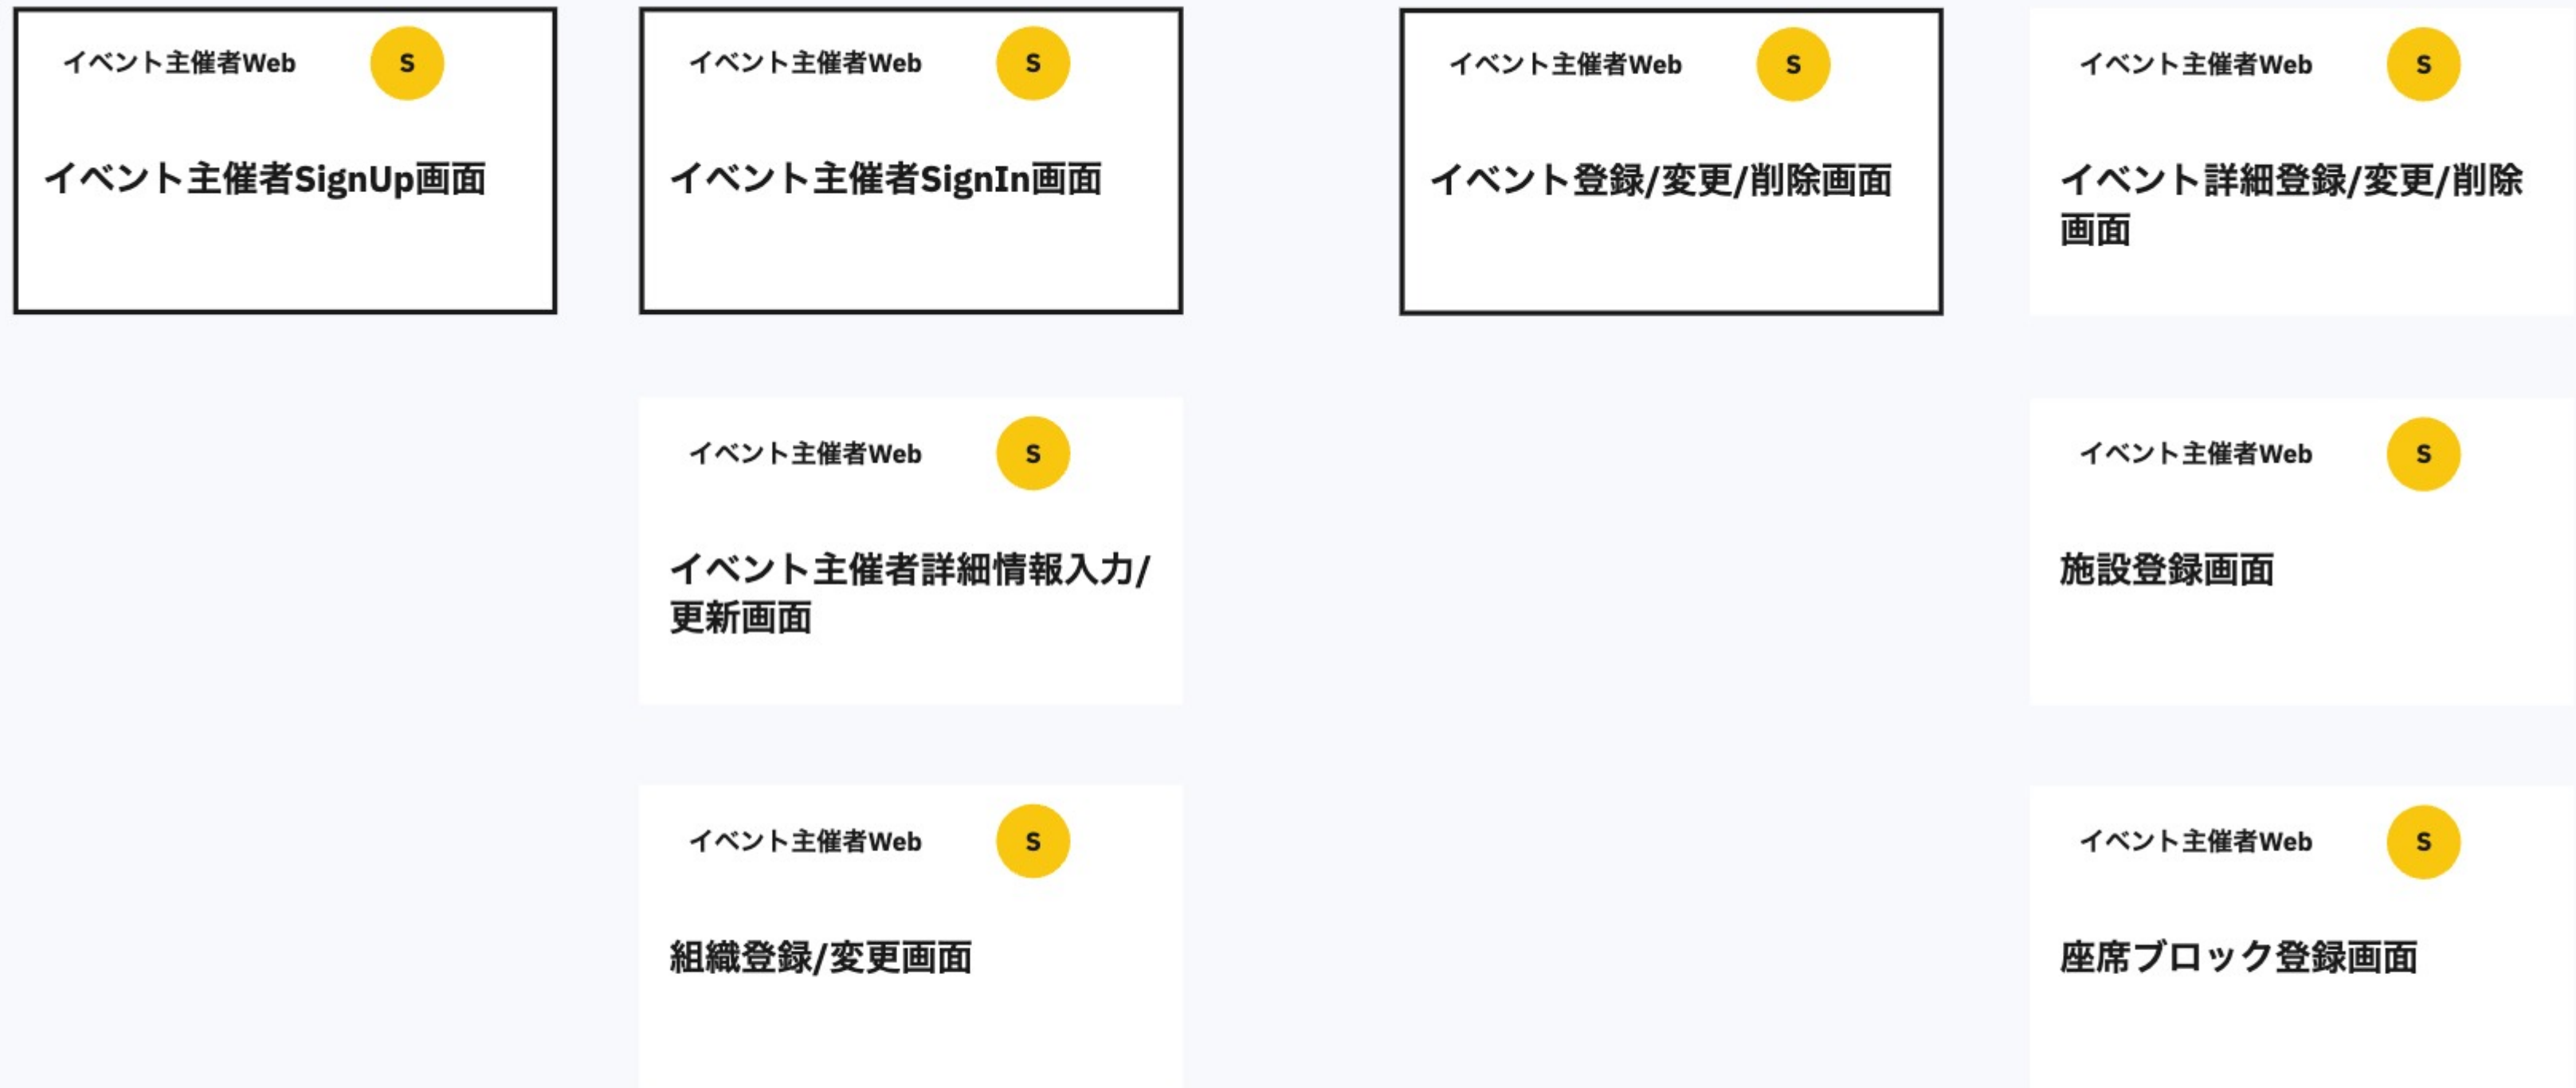 イベント主催者Web
S
イベント主催者SignUp画面
イベント主催者Web
S
イベント主催者SignIn画面
イベント主催者Web
S
イベント登録/変更/削除画面
イベント主催者Web
S
イベント詳細登録/変更/削除
画面
イベント主催者Web
S
イベント主催者詳細情報入力/
更新画面
イベント主催者Web
S
施設登録画面
イベント主催者Web
S
組織登録/変更画面
イベント主催者Web
S
座席ブロック登録画面